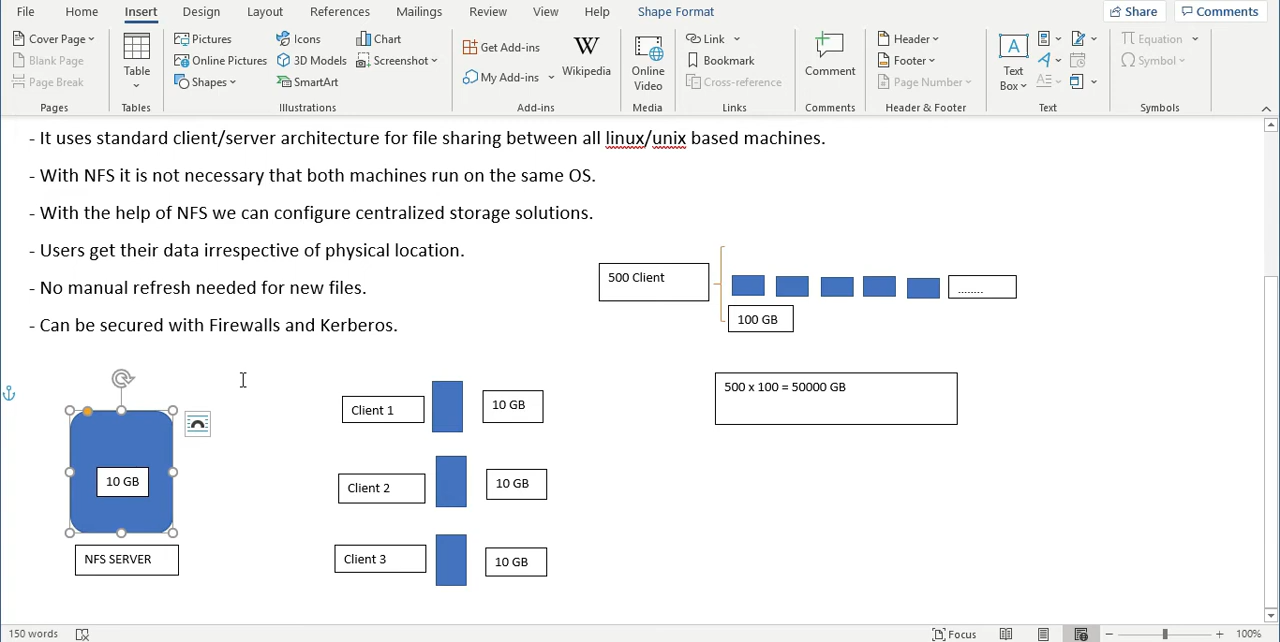 File Home Insert Design Layout References Mailings Review View Help Shape Format Share Comments
Cover Page
Blank Page
Page Break
Pages
Table
Tables
Pictures
Online Pictures
Shapes
Icons
3D Models
SmartArt
Chart
Screenshot
Illustrations
Get Add-ins
My Add-ins
W
Wikipedia
Add-ins
Online
Video
Media
Link
Bookmark
Cross-reference
Links
Comment
Comments
Header
Footer
Page Number
Header & Footer
A
Text
Box
Text
Equation
Symbol
Symbols
- It uses standard client/server architecture for file sharing between all linux/unix based machines.
- With NFS it is not necessary that both machines run on the same OS.
- With the help of NFS we can configure centralized storage solutions.
- Users get their data irrespective of physical location.
- No manual refresh needed for new files.
- Can be secured with Firewalls and Kerberos.
500 Client
........
100 GB
500 x 100 = 50000 GB
10 GB
NFS SERVER
Client 1
10 GB
Client 2
10 GB
Client 3
10 GB
150 words
Focus
100%